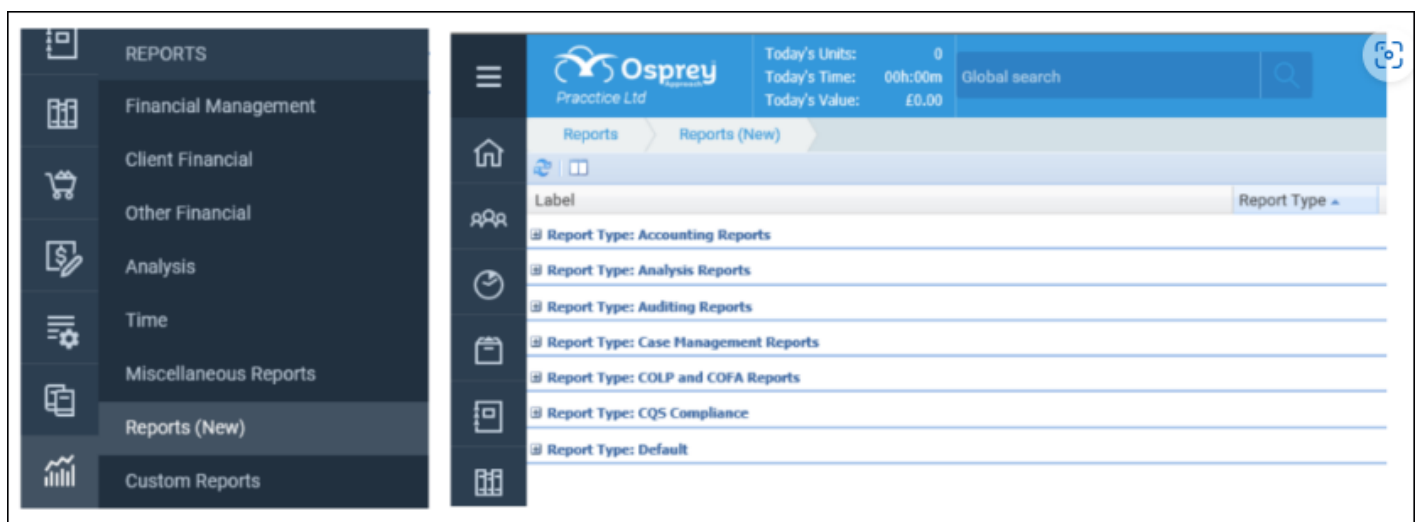 REPORTS
Financial Management
Client Financial
Other Financial
Analysis
Time
Miscellaneous Reports
Reports (New)
Custom Reports
Osprey
Approach
Pracctice Ltd
Today's Units: 0
Today's Time: 00h:00m
Today's Value: £0.00
Global search
Reports Reports (New)
Label Report Type
Report Type: Accounting Reports
Report Type: Analysis Reports
Report Type: Auditing Reports
Report Type: Case Management Reports
Report Type: COLP and COFA Reports
Report Type: CQS Compliance
Report Type: Default